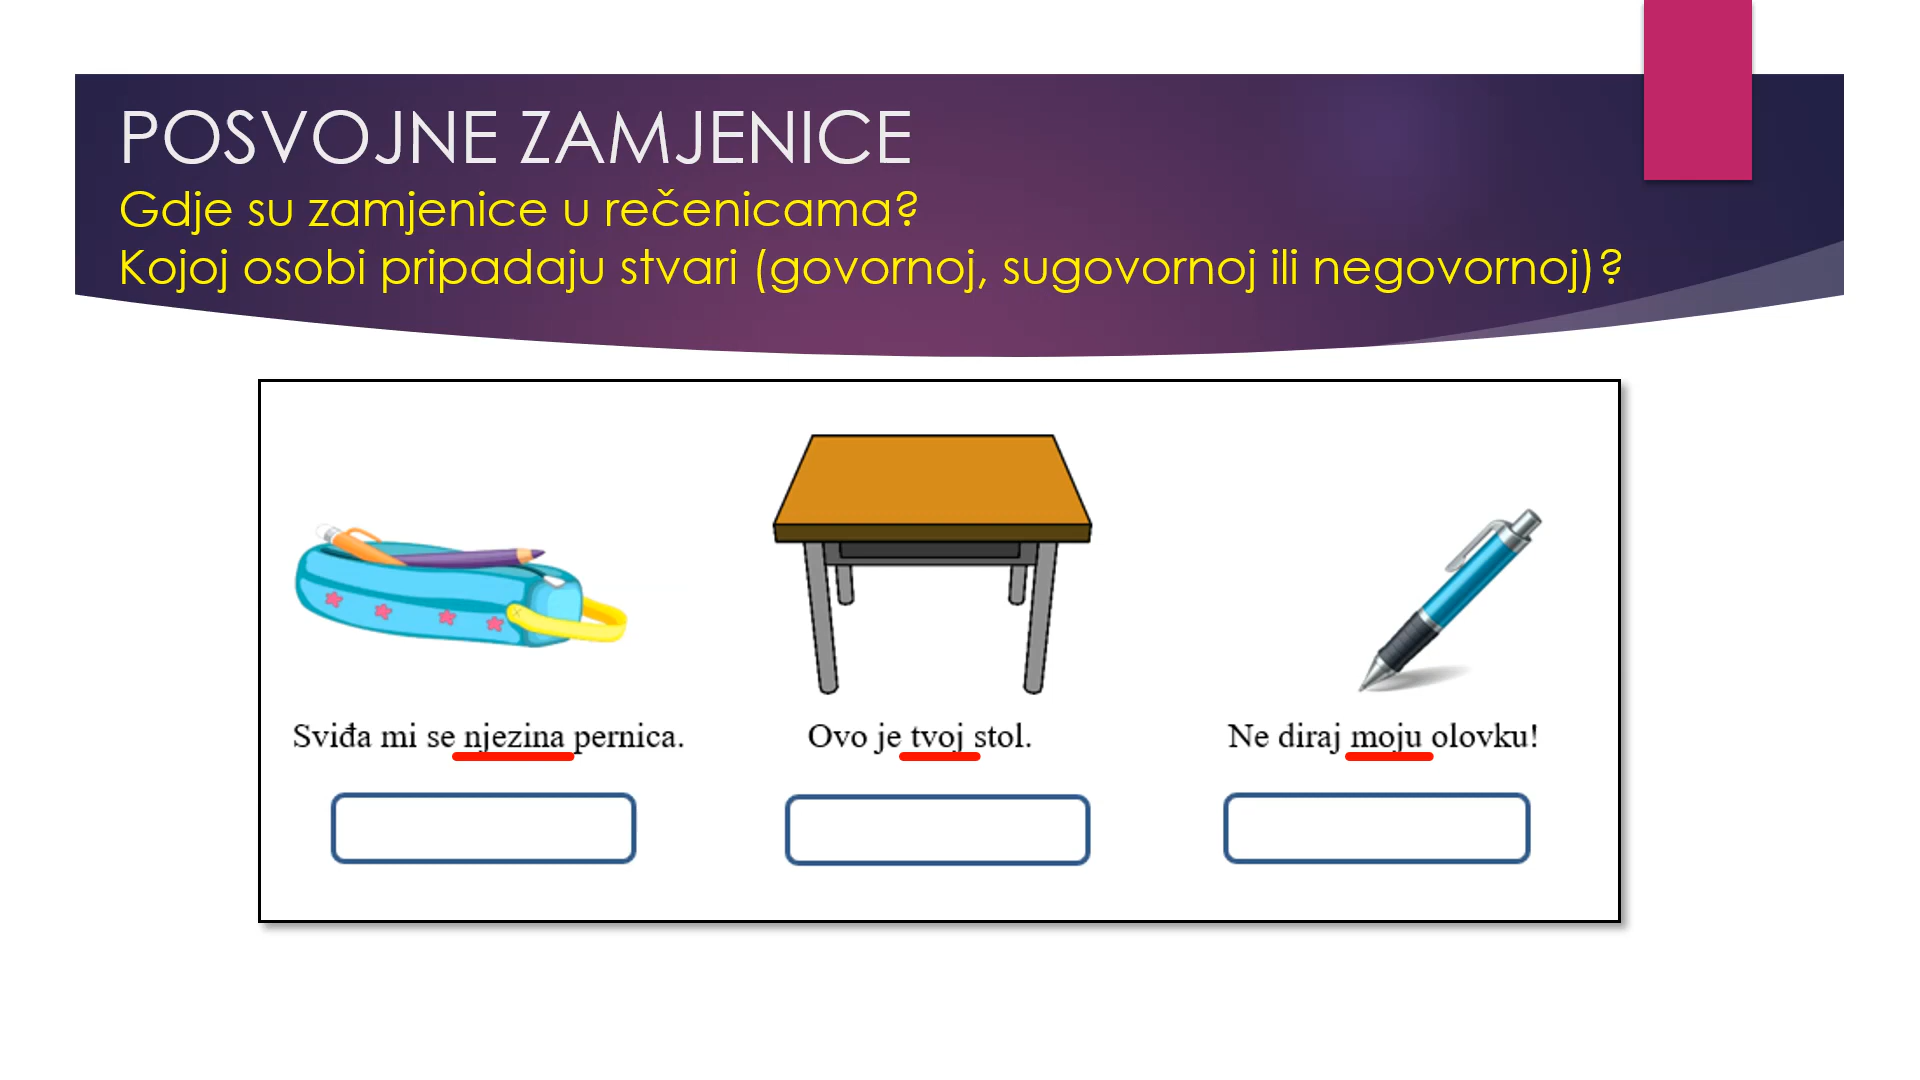 POSVOJNE ZAMJENICE
Gdje su zamjenice u rečenicama?
Kojoj osobi pripadaju stvari (govornoj, sugovornoj ili negovornoj)?
Sviđa mi se njezina pernica.
Ovo je tvoj stol.
Ne diraj moju olovku!